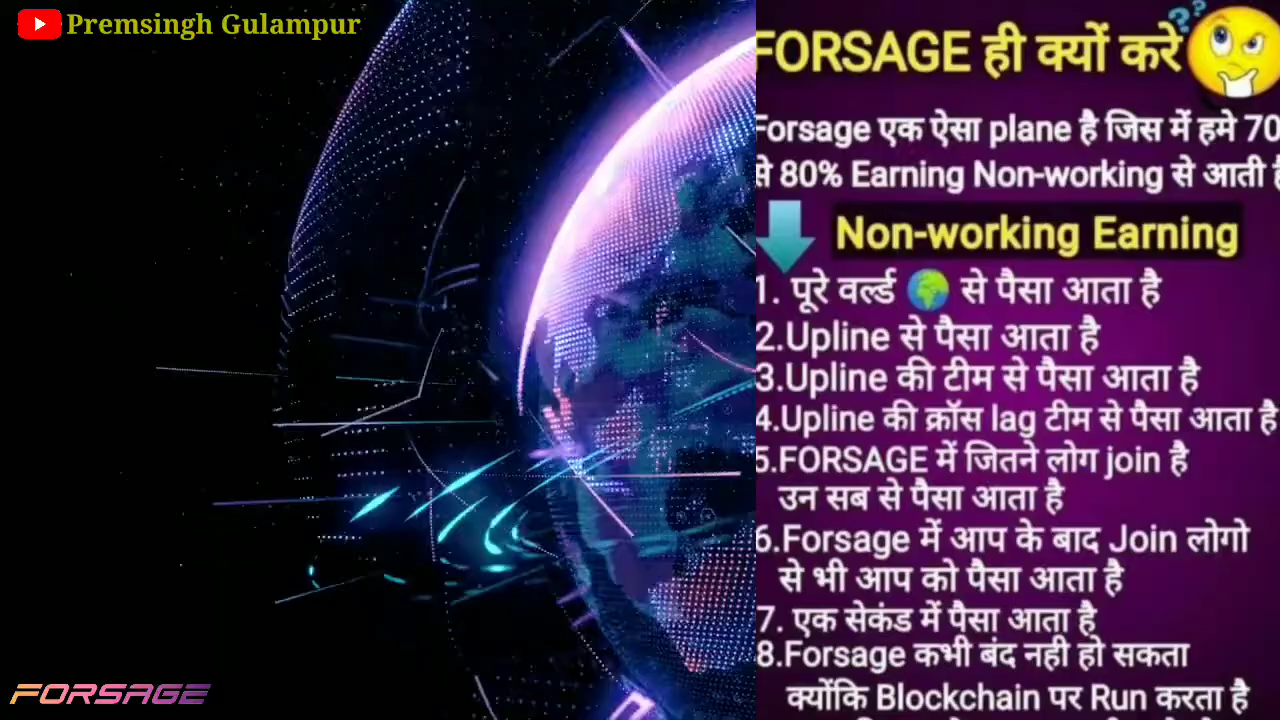 Premsingh Gulampur
FORSAGE ही क्यों करे
Forsage एक ऐसा plane है जिस में हमे 70
से 80% Earning Non-working से आती है
Non-working Earning
1. पूरे वर्ल्ड 🌍 से पैसा आता है
2.Upline से पैसा आता है
3.Upline की टीम से पैसा आता है
4.Upline की क्रॉस lag टीम से पैसा आता है
5.FORSAGE में जितने लोग join है
उन सब से पैसा आता है
6.Forsage में आप के बाद Join लोगो
से भी आप को पैसा आता है
7. एक सेकंड में पैसा आता है
8.Forsage कभी बंद नही हो सकता
क्योंकि Blockchain पर Run करता है
FORSAGE